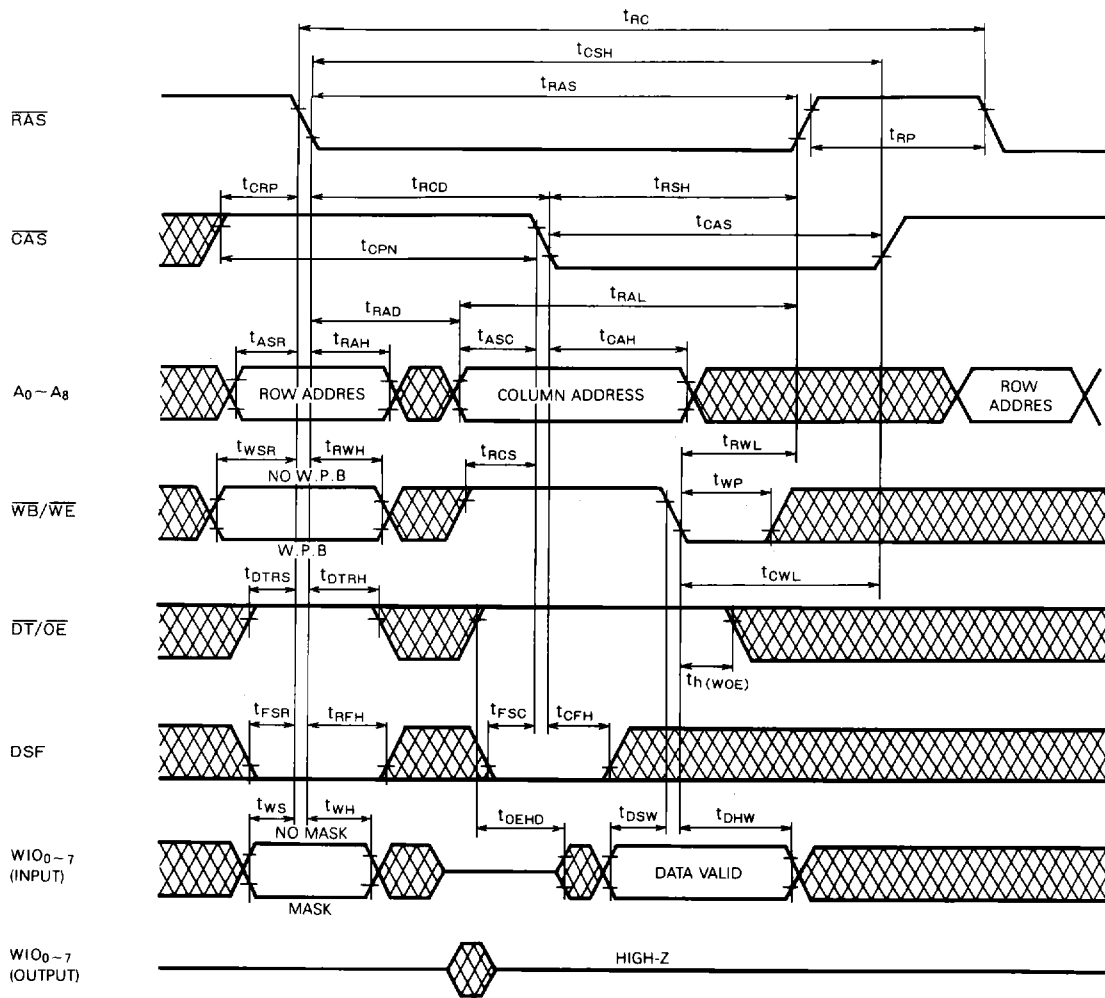 tRC
tCSH
tRAS
RAS
tRP
tCRP
tRCD
tRSH
CAS
tCAS
tCPN
tRAL
tRAD
tASR
tRAH
tASC
tCAH
A0~A8
ROW ADDRES
COLUMN ADDRESS
ROW
ADDRES
tWSR
tRWH
tRCS
tRWL
NO W.P.B
tWP
WB/WE
W.P.B
tCWL
tDTRS
tDTRH
DT/OE
th(WOE)
tFSR
tRFH
tFSC
tCFH
DSF
tWS
tWH
tOEHD
tDSW
tDHW
NO MASK
WIO0~7
(INPUT)
DATA VALID
MASK
WIO0~7
(OUTPUT)
HIGH-Z